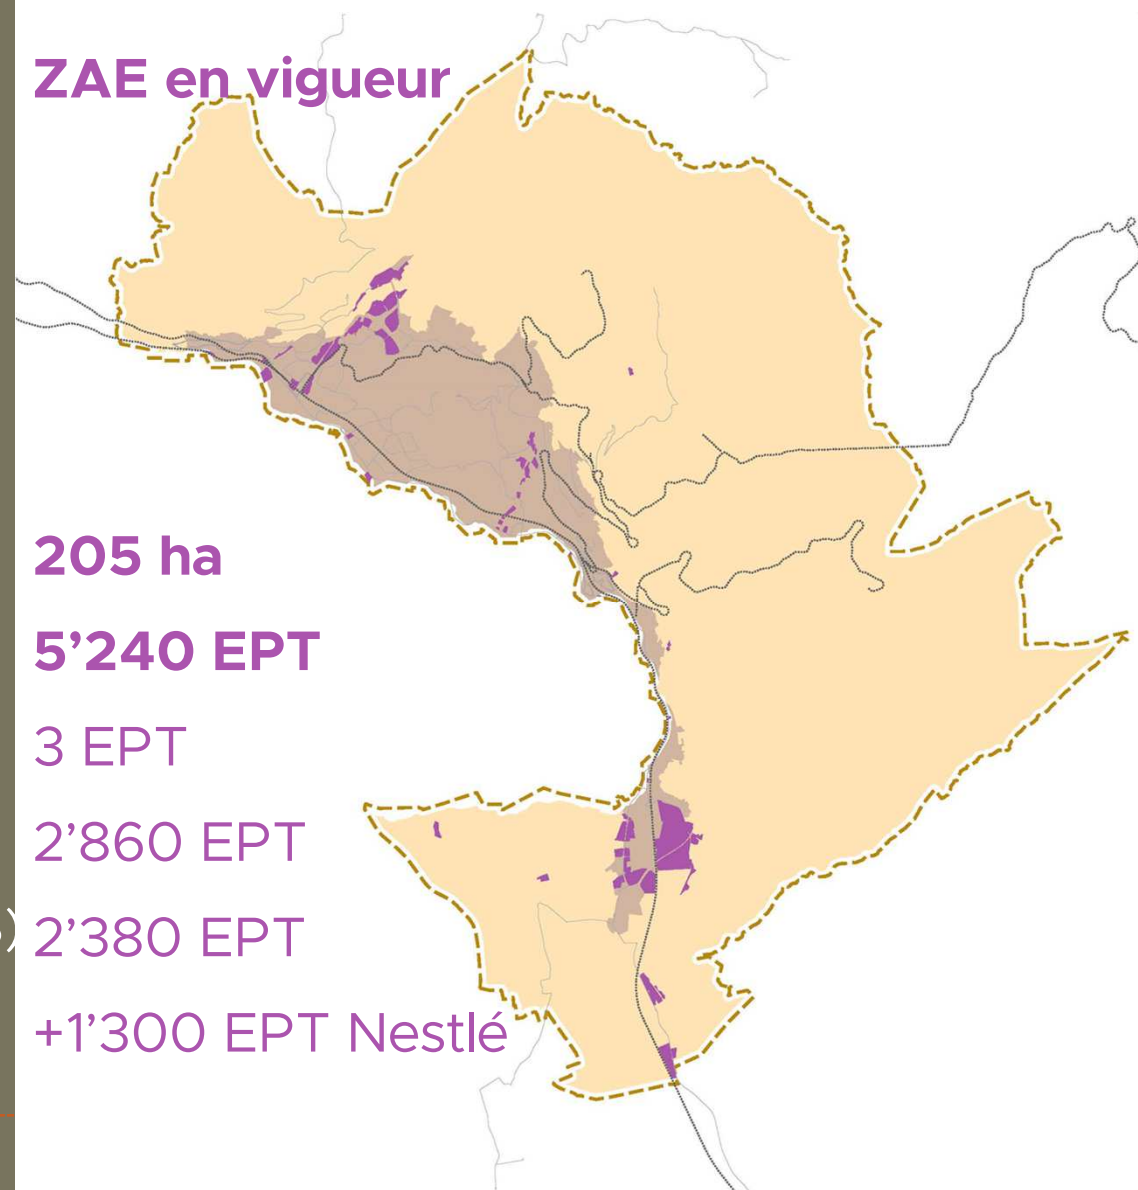 ZAE en vigueur
205 ha
5’240 EPT
3 EPT
2’860 EPT
)
2’380 EPT
+1’300 EPT Nestlé